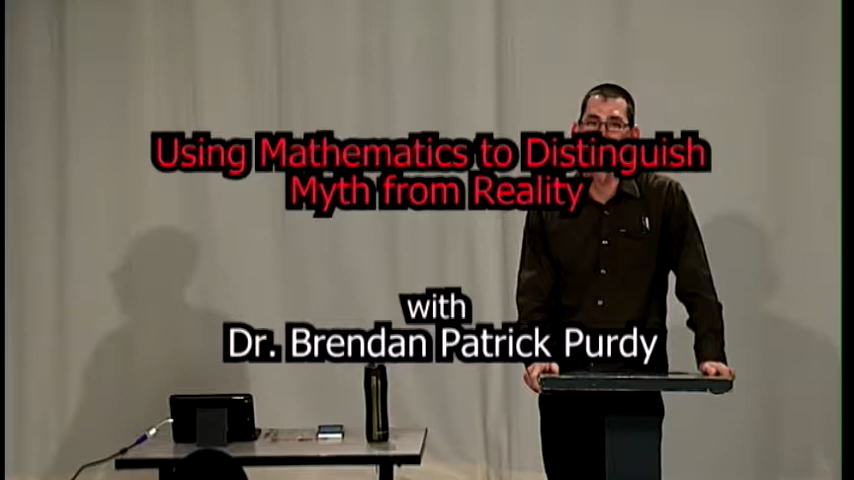 Using Mathematics to Distinguish
Myth from Reality
with
Dr. Brendan Patrick Purdy